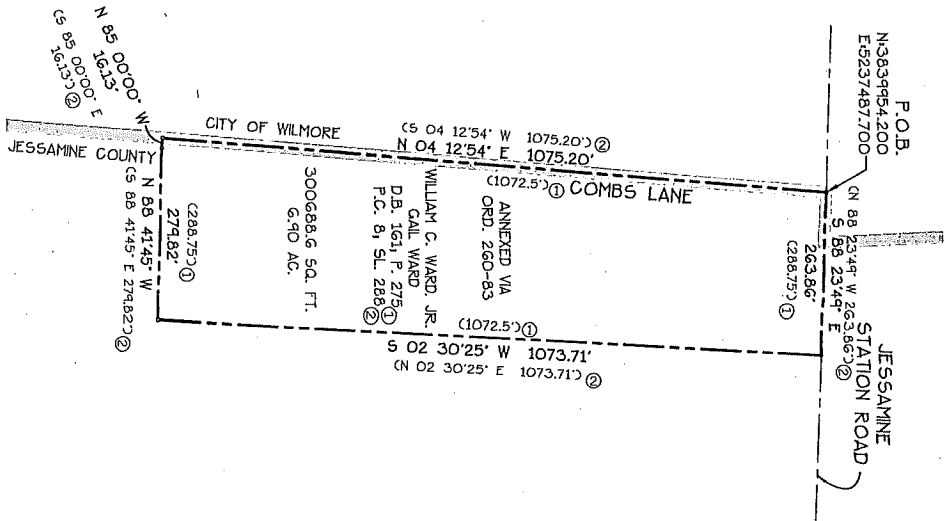 P.O.B.
N:3839954.200
E:5237487.700
(N 88 23'49" W 263.86') ②
S 88 23'49" E
263.86'
(288.75') ①
JESSAMINE
STATION ROAD
N 85 00'00" W
16.13'
(S 85 00'00" E
16.13') ②
CITY OF WILMORE
JESSAMINE COUNTY
(S 04 12'54" W 1075.20') ②
N 04 12'54" E 1075.20'
(1072.5') ①
COMBS LANE
ANNEXED VIA
ORD. 260-83
WILLIAM C. WARD, JR.
GAIL WARD
D.B. 161, P. 275 ①
P.C. 8, SL. 288 ②
300688.6 SQ. FT.
6.90 AC.
(288.75') ①
279.82'
N 88 41'45" W
(S 88 41'45" E 279.82') ②
(1072.5') ①
S 02 30'25" W 1073.71'
(N 02 30'25" E 1073.71') ②